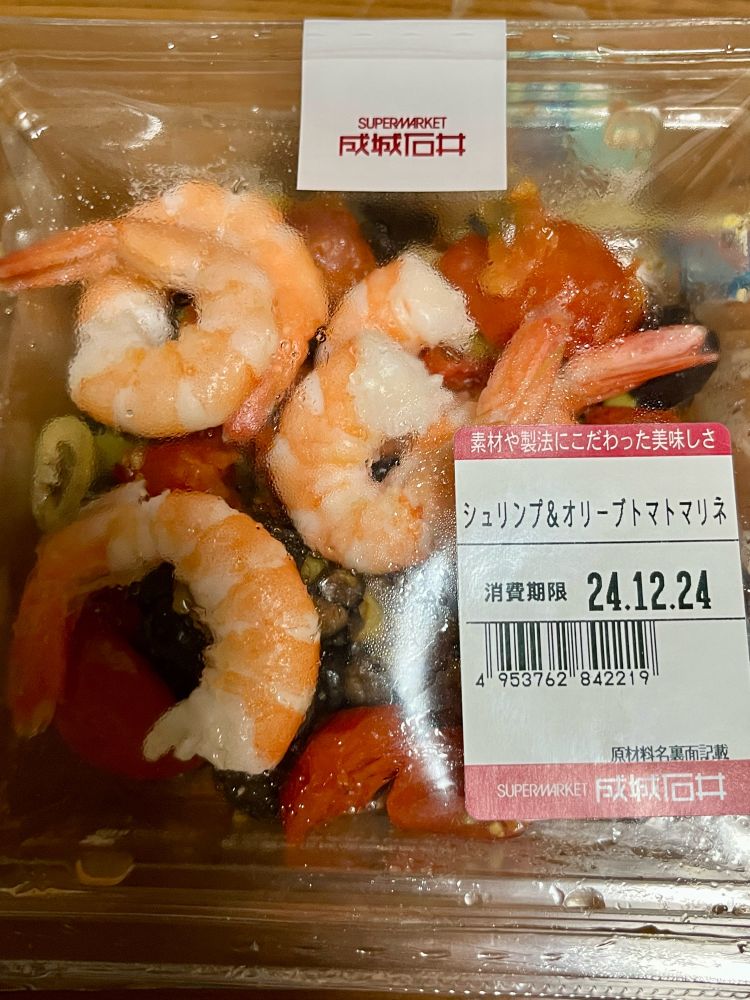 SUPERMARKET
成城石井
素材や製法にこだわった美味しさ
シュリンプ&オリーブトマトマリネ
消費期限 24.12.24
4 953762 842219
原材料名裏面記載
SUPERMARKET 成城石井